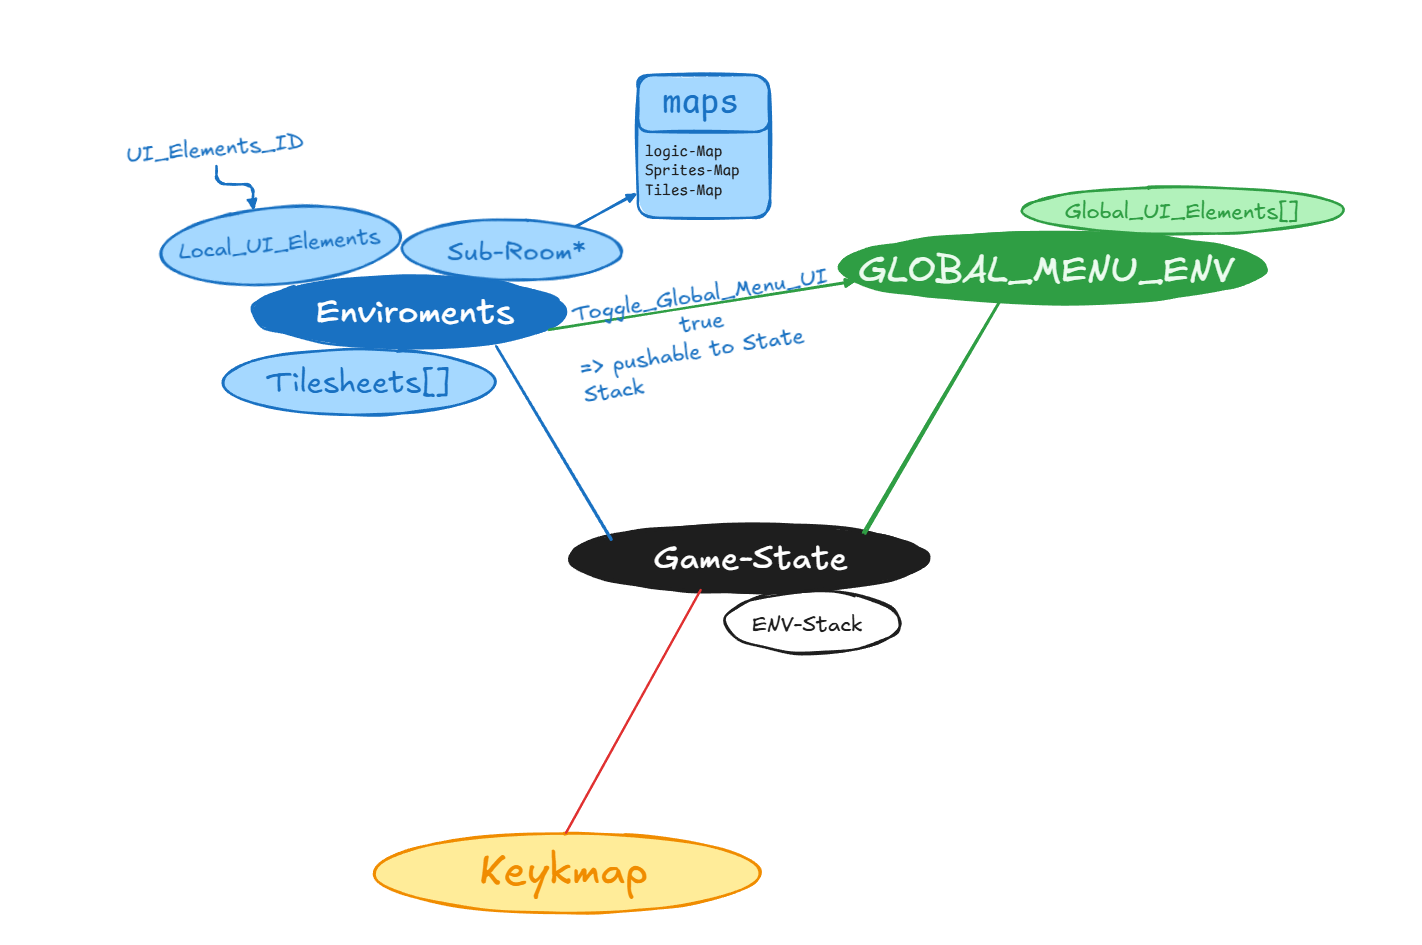 maps
logic-Map
Sprites-Map
Tiles-Map
UI_Elements_ID
Local_UI_Elements
Sub-Room*
Enviroments
Tilesheets[]
Toggle_Global_Menu_UI
true
=> pushable to State
Stack
Global_UI_Elements[]
GLOBAL_MENU_ENV
Game-State
ENV-Stack
Keykmap